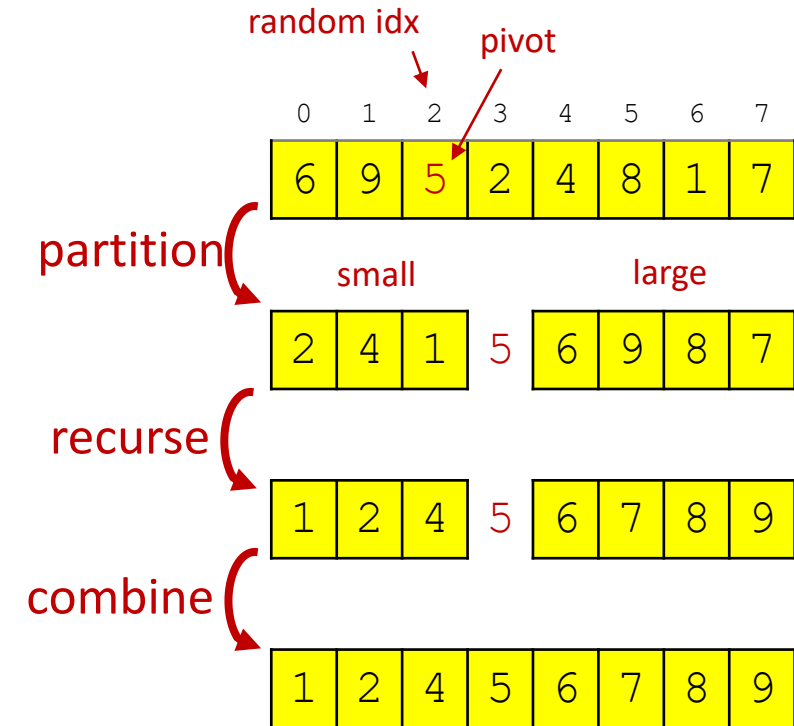 random idx
pivot
0 1 2 3 4 5 6 7
6 9 5 2 4 8 1 7
partition
small large
2 4 1 5 6 9 8 7
recurse
1 2 4 5 6 7 8 9
combine
1 2 4 5 6 7 8 9